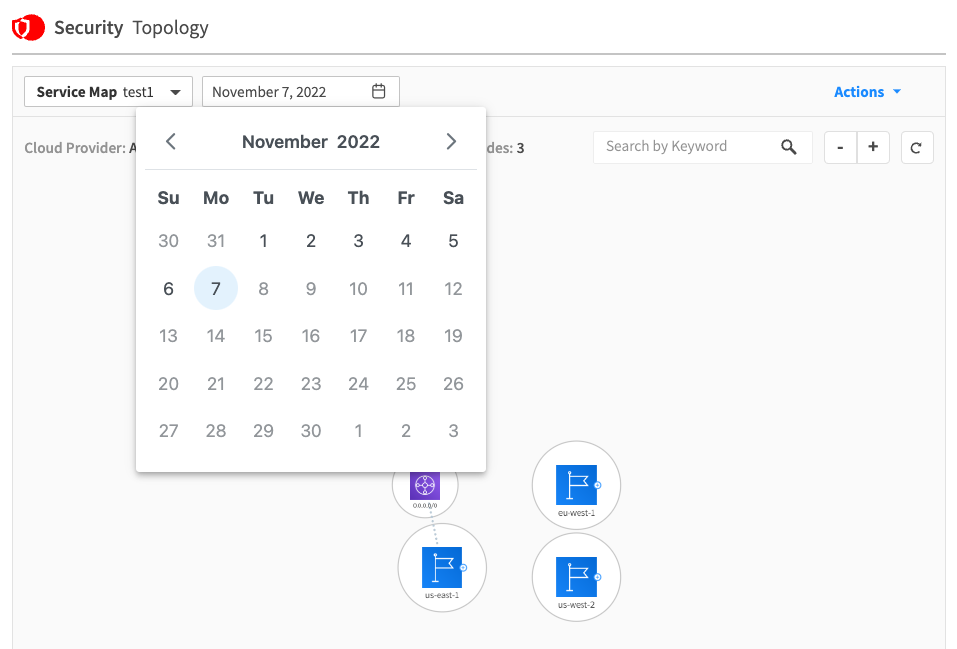 Security Topology
Service Map test1 November 7, 2022 Actions
Cloud Provider: A des: 3 Search by Keyword - +
November 2022
Su Mo Tu We Th Fr Sa
30 31 1 2 3 4 5
6 7 8 9 10 11 12
13 14 15 16 17 18 19
20 21 22 23 24 25 26
27 28 29 30 1 2 3
0.0.0.0/0
eu-west-1
us-east-1
us-west-2